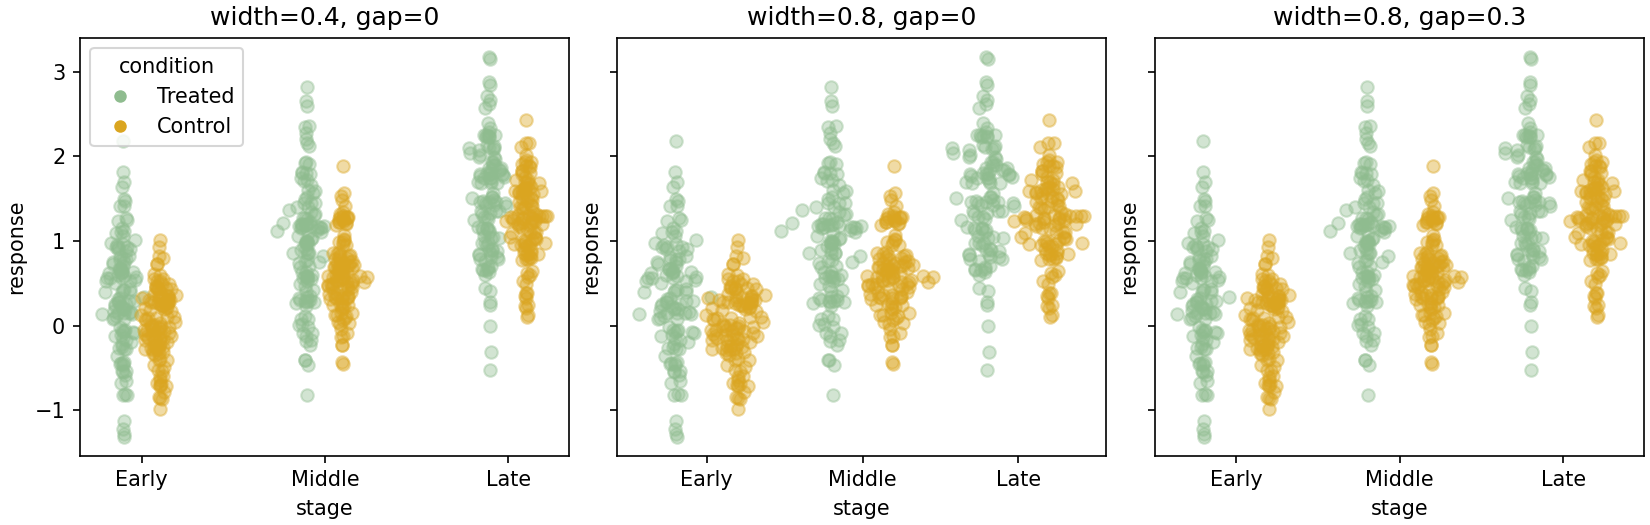 width=0.4, gap=0
width=0.8, gap=0
width=0.8, gap=0.3
condition
Treated
Control
3
2
1
0
−1
response
response
response
Early
Middle
Late
Early
Middle
Late
Early
Middle
Late
stage
stage
stage